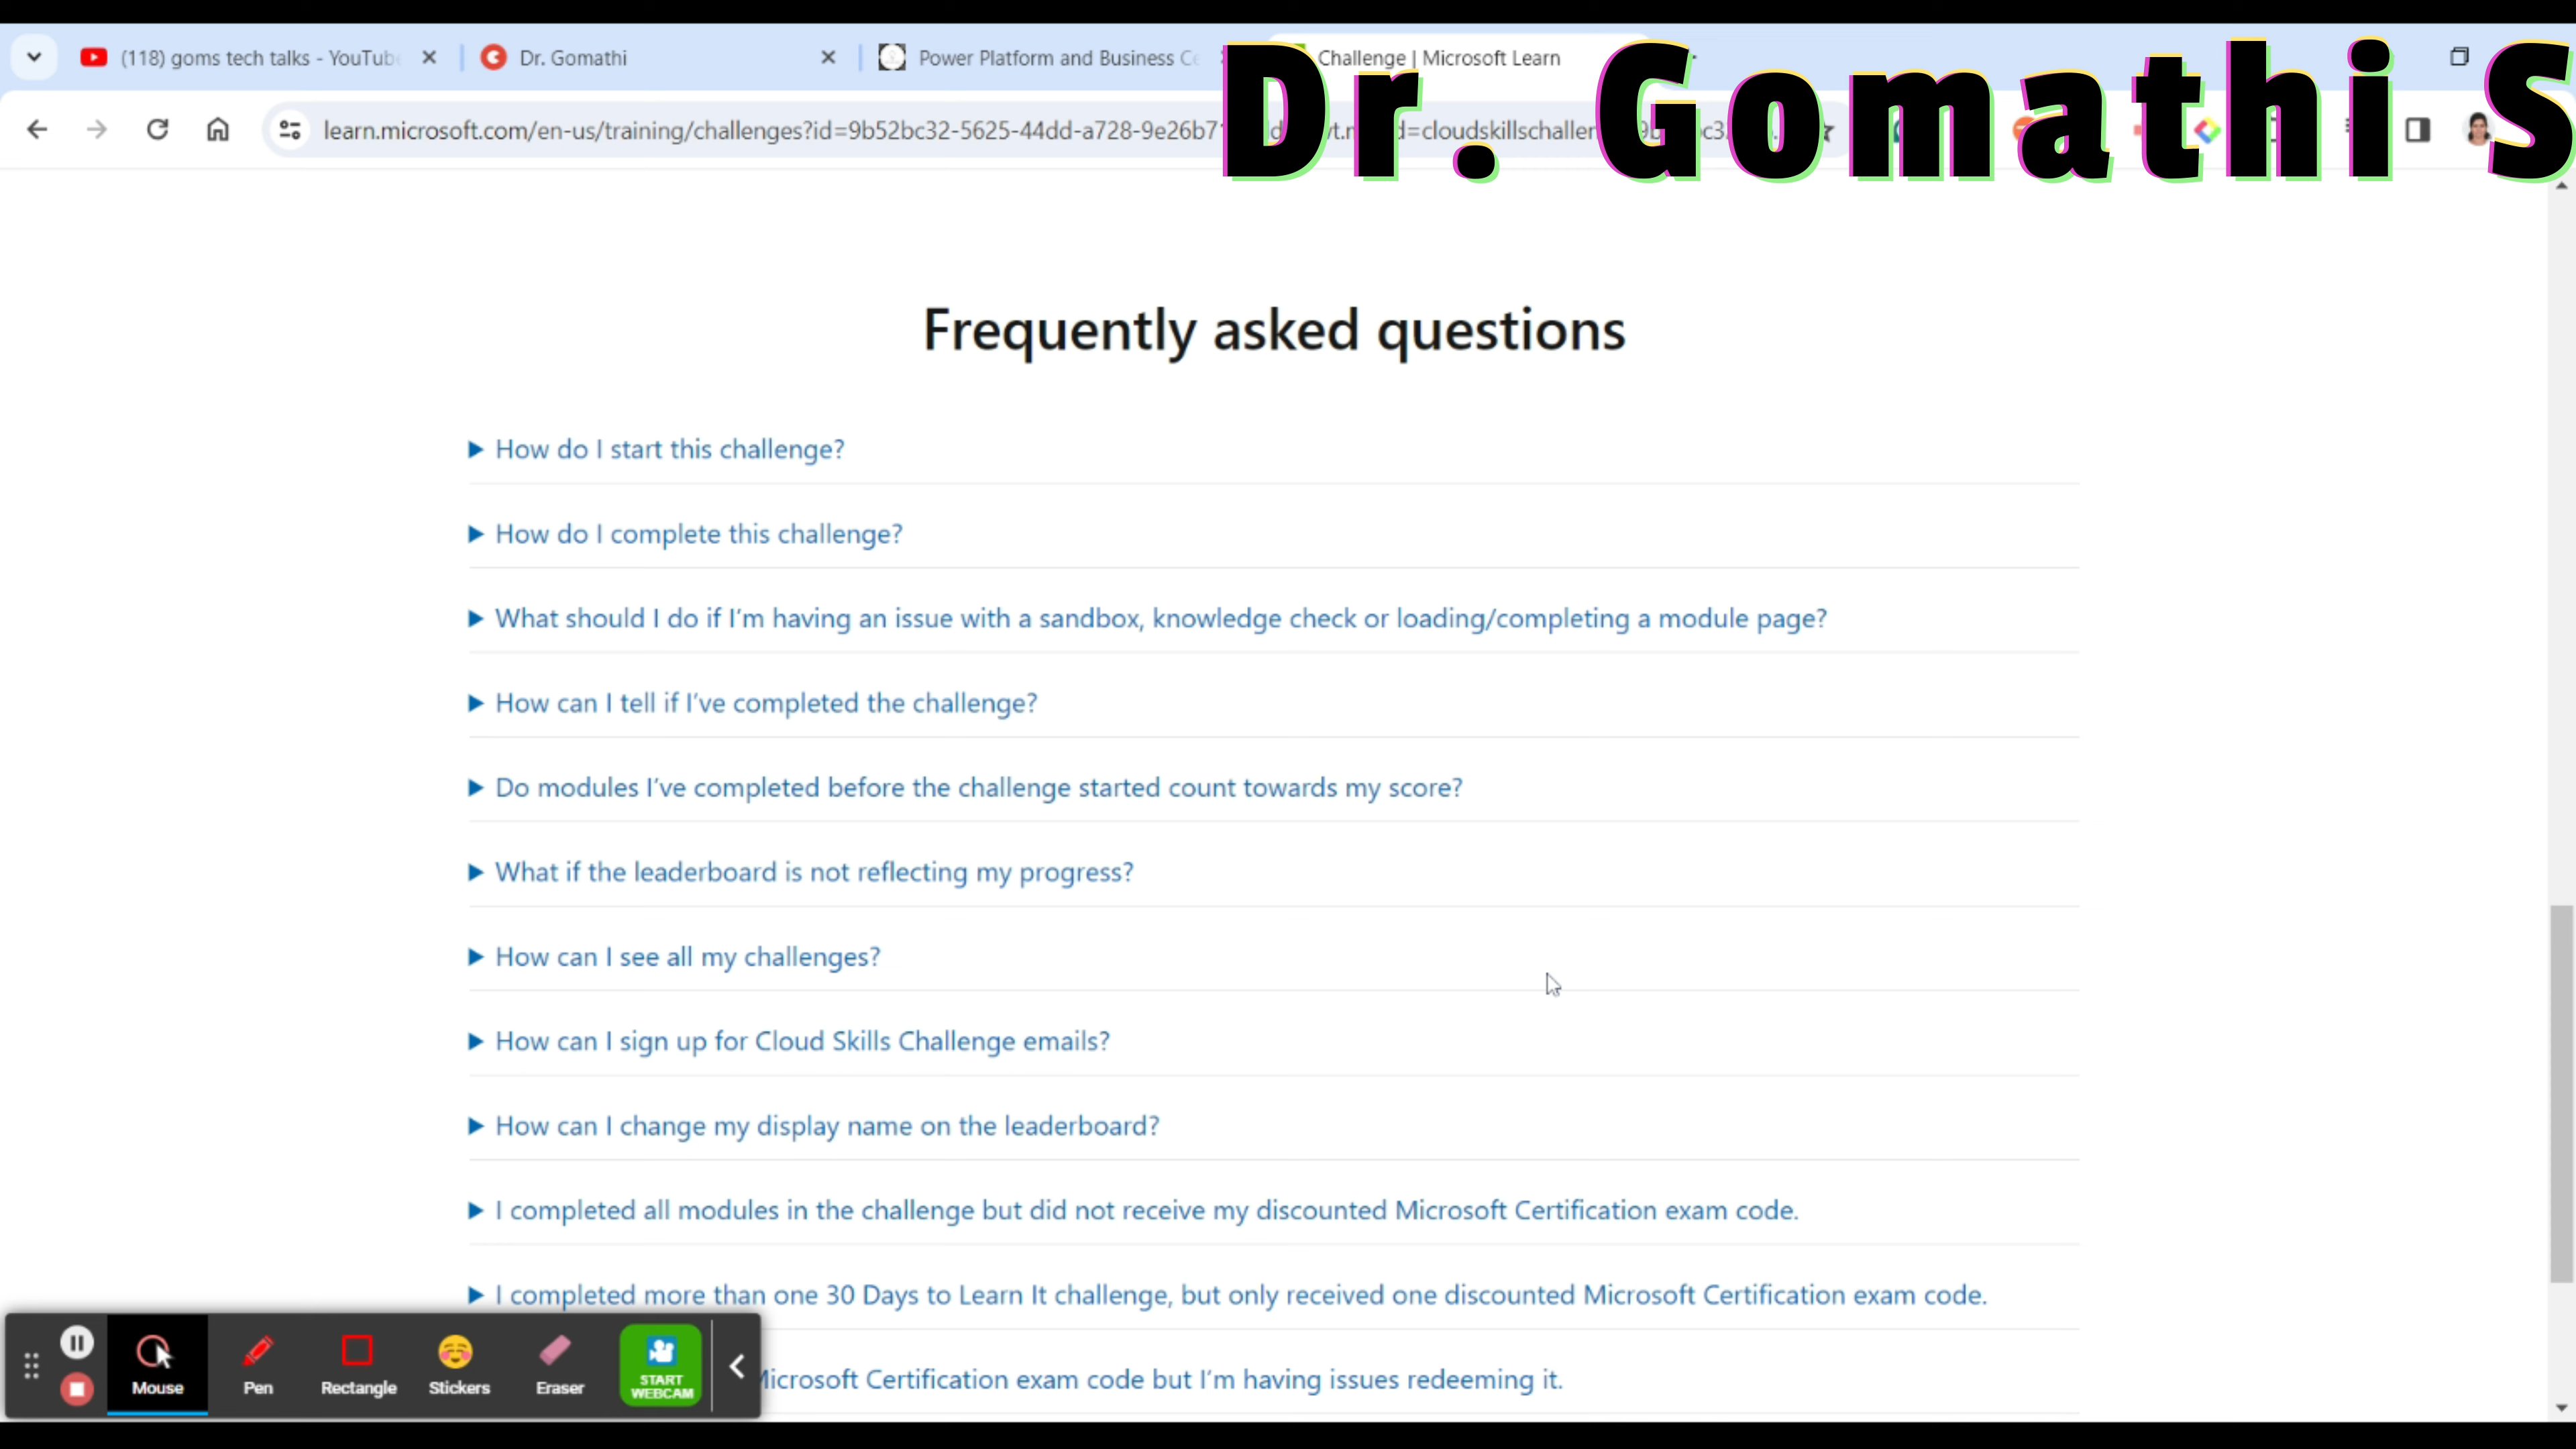 (118) goms tech talks - YouTube
Dr. Gomathi
Power Platform and Business Ce
Challenge | Microsoft Learn
Dr. Gomathi S
learn.microsoft.com/en-us/training/challenges?id=9b52bc32-5625-44dd-a728-9e26b7
Frequently asked questions
How do I start this challenge?
How do I complete this challenge?
What should I do if I'm having an issue with a sandbox, knowledge check or loading/completing a module page?
How can I tell if I've completed the challenge?
Do modules I've completed before the challenge started count towards my score?
What if the leaderboard is not reflecting my progress?
How can I see all my challenges?
How can I sign up for Cloud Skills Challenge emails?
How can I change my display name on the leaderboard?
I completed all modules in the challenge but did not receive my discounted Microsoft Certification exam code.
I completed more than one 30 Days to Learn It challenge, but only received one discounted Microsoft Certification exam code.
Microsoft Certification exam code but I'm having issues redeeming it.
Mouse
Pen
Rectangle
Stickers
Eraser
START
WEBCAM